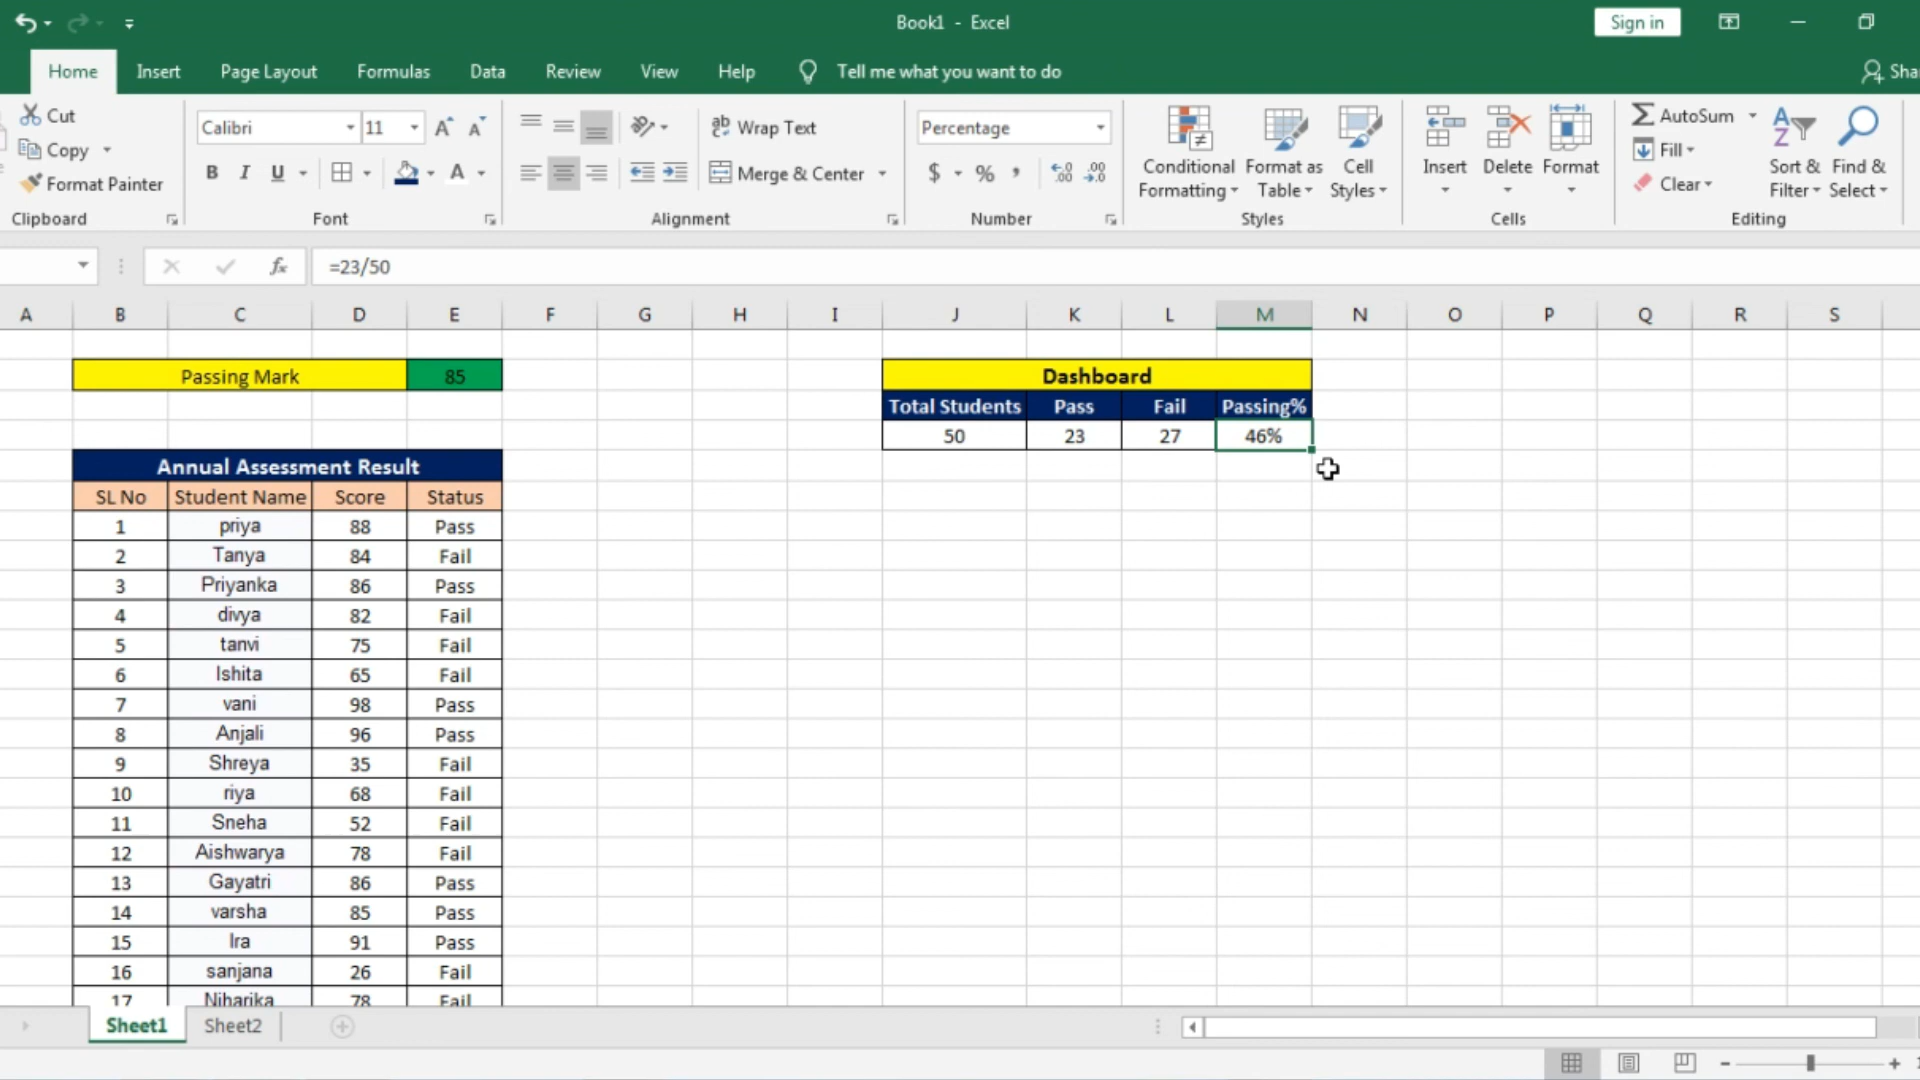 Book1 - Excel
Sign in
Home Insert Page Layout Formulas Data Review View Help Tell me what you want to do
Cut
Copy
Format Painter
Clipboard
Calibri 11
B I U
Font
Wrap Text
Merge & Center
Alignment
Percentage
$ % ,
Number
Conditional Formatting
Format as Table
Cell Styles
Styles
Insert Delete Format
Cells
AutoSum
Fill
Clear
Sort & Filter
Find & Select
Editing
=23/50
A B C D E F G H I J K L M N O P Q R S
Passing Mark 85
Dashboard
Total Students Pass Fail Passing%
50 23 27 46%
Annual Assessment Result
SL No Student Name Score Status
1 priya 88 Pass
2 Tanya 84 Fail
3 Priyanka 86 Pass
4 divya 82 Fail
5 tanvi 75 Fail
6 Ishita 65 Fail
7 vani 98 Pass
8 Anjali 96 Pass
9 Shreya 35 Fail
10 riya 68 Fail
11 Sneha 52 Fail
12 Aishwarya 78 Fail
13 Gayatri 86 Pass
14 varsha 85 Pass
15 Ira 91 Pass
16 sanjana 26 Fail
17 Niharika 78 Fail
Sheet1 Sheet2